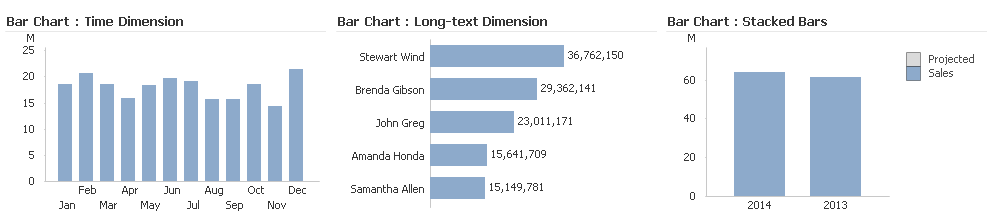 Bar Chart : Time Dimension
M
25
20
15
10
5
0
Jan Feb Mar Apr May Jun Jul Aug Sep Oct Nov Dec
Bar Chart : Long-text Dimension
Stewart Wind 36,762,150
Brenda Gibson 29,362,141
John Greg 23,011,171
Amanda Honda 15,641,709
Samantha Allen 15,149,781
Bar Chart : Stacked Bars
M
60
40
20
0
2014 2013
Projected
Sales